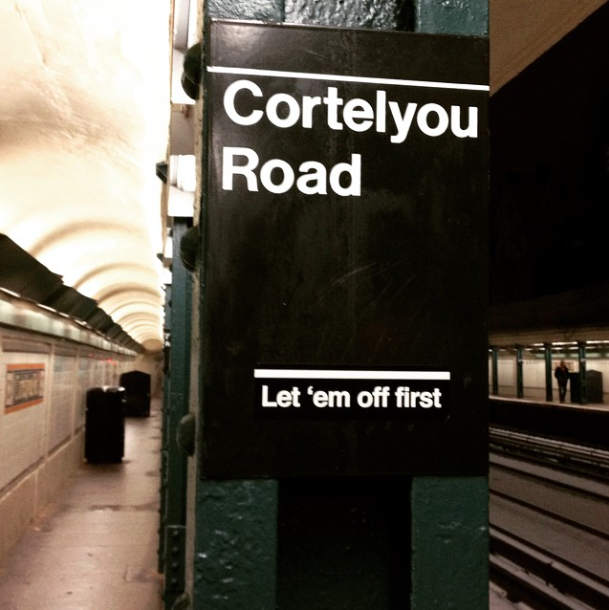 Cortelyou
Road
Let ‘em off first